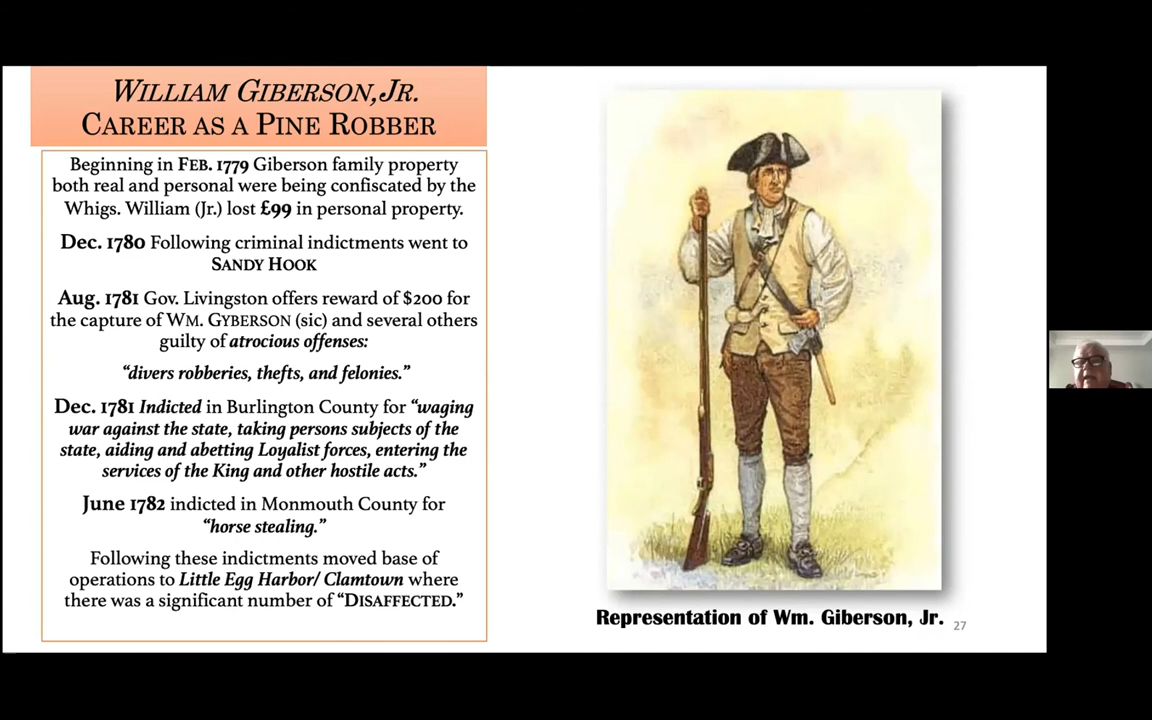 WILLIAM GIBERSON,JR.
CAREER AS A PINE ROBBER
Beginning in FEB. 1779 Giberson family property
both real and personal were being confiscated by the
Whigs. William (Jr.) lost £99 in personal property.
Dec. 1780 Following criminal indictments went to
SANDY HOOK
Aug. 1781 Gov. Livingston offers reward of $200 for
the capture of WM. GYBERSON (sic) and several others
guilty of atrocious offenses:
“divers robberies, thefts, and felonies.”
Dec. 1781 Indicted in Burlington County for “waging
war against the state, taking persons subjects of the
state, aiding and abetting Loyalist forces, entering the
services of the King and other hostile acts.”
June 1782 indicted in Monmouth County for
“horse stealing.”
Following these indictments moved base of
operations to Little Egg Harbor/ Clamtown where
there was a significant number of “DISAFFECTED.”
Representation of Wm. Giberson, Jr.
27